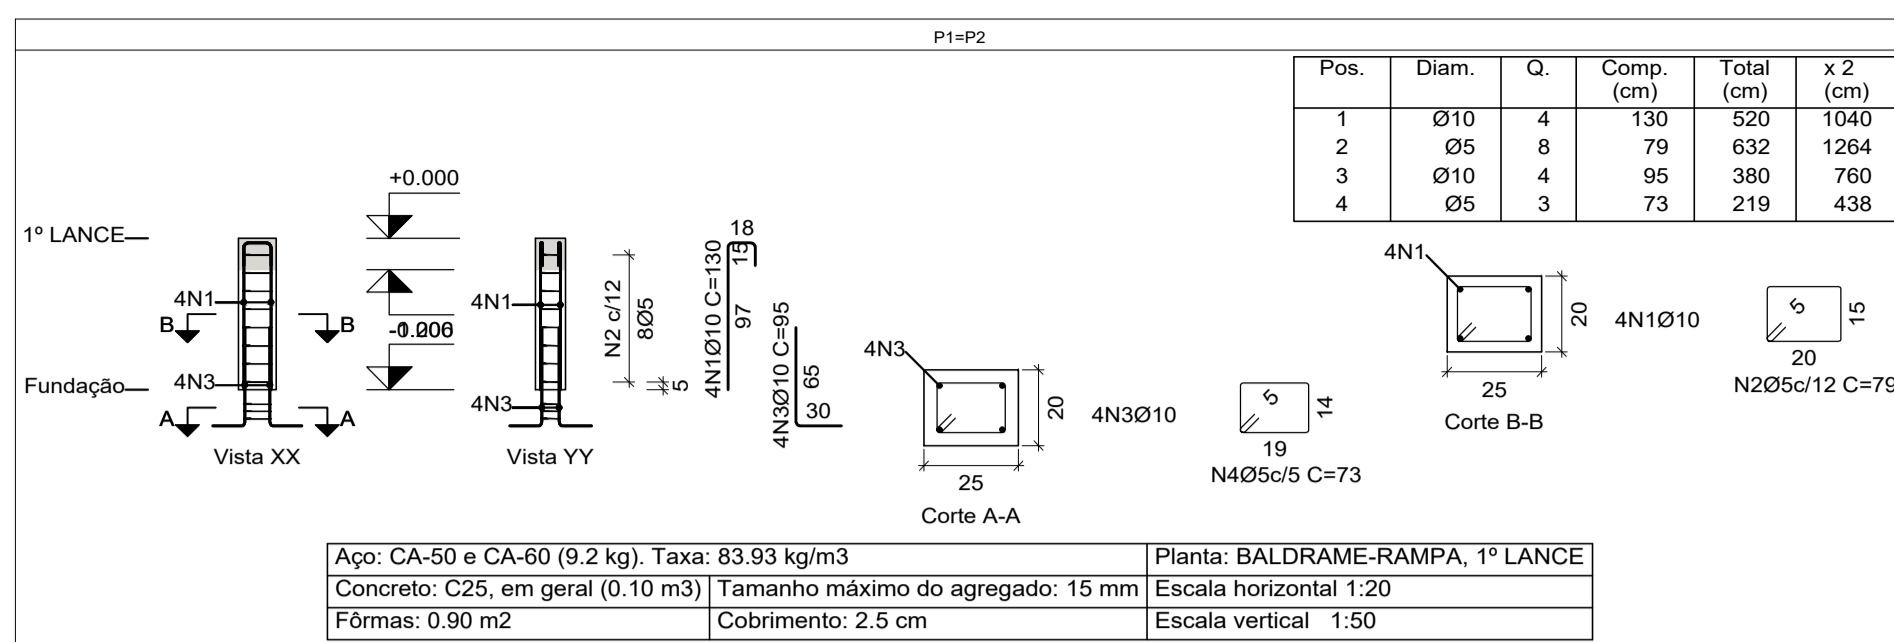 P1=P2
Pos. Diam. Q. Comp. (cm) Total (cm) x 2 (cm)
1 Ø10 4 130 520 1040
2 Ø5 8 79 632 1264
3 Ø10 4 95 380 760
4 Ø5 3 73 219 438
+0.000
1º LANCE
4N1
B B
Fundação
4N3
A A
Vista XX
4N1
4N3
Vista YY
N2 c/12
8Ø5
5
18
15
4N1Ø10 C=130
97
4N3Ø10 C=95
65
30
4N3
20
25
Corte A-A
4N3Ø10
5
14
19
N4Ø5c/5 C=73
4N1
20
25
Corte B-B
4N1Ø10
5
15
20
N2Ø5c/12 C=79
Aço: CA-50 e CA-60 (9.2 kg). Taxa: 83.93 kg/m3
Planta: BALDRAME-RAMPA, 1º LANCE
Concreto: C25, em geral (0.10 m3)
Tamanho máximo do agregado: 15 mm
Escala horizontal 1:20
Fôrmas: 0.90 m2
Cobrimento: 2.5 cm
Escala vertical 1:50